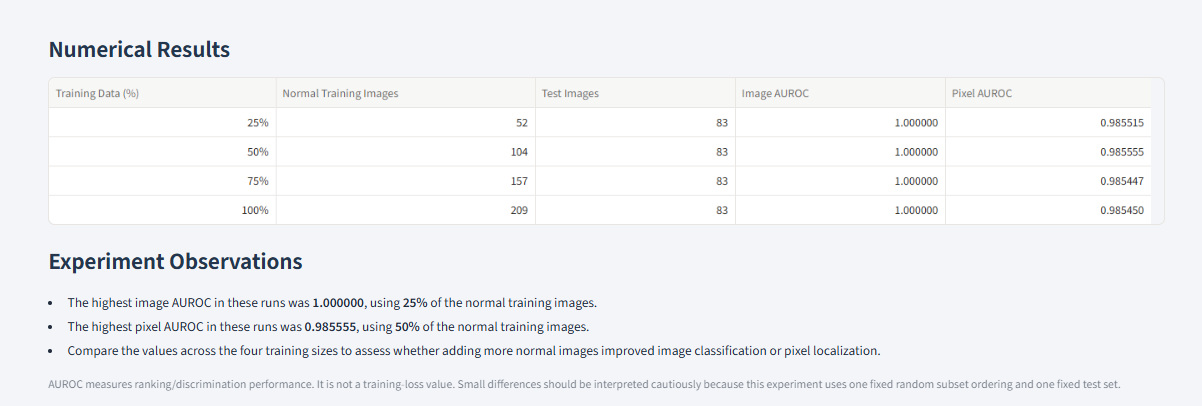 Numerical Results
Training Data (%) Normal Training Images Test Images Image AUROC Pixel AUROC
25% 52 83 1.000000 0.985515
50% 104 83 1.000000 0.985555
75% 157 83 1.000000 0.985447
100% 209 83 1.000000 0.985450
Experiment Observations
• The highest image AUROC in these runs was 1.000000, using 25% of the normal training images.
• The highest pixel AUROC in these runs was 0.985555, using 50% of the normal training images.
• Compare the values across the four training sizes to assess whether adding more normal images improved image classification or pixel localization.
AUROC measures ranking/discrimination performance. It is not a training-loss value. Small differences should be interpreted cautiously because this experiment uses one fixed random subset ordering and one fixed test set.